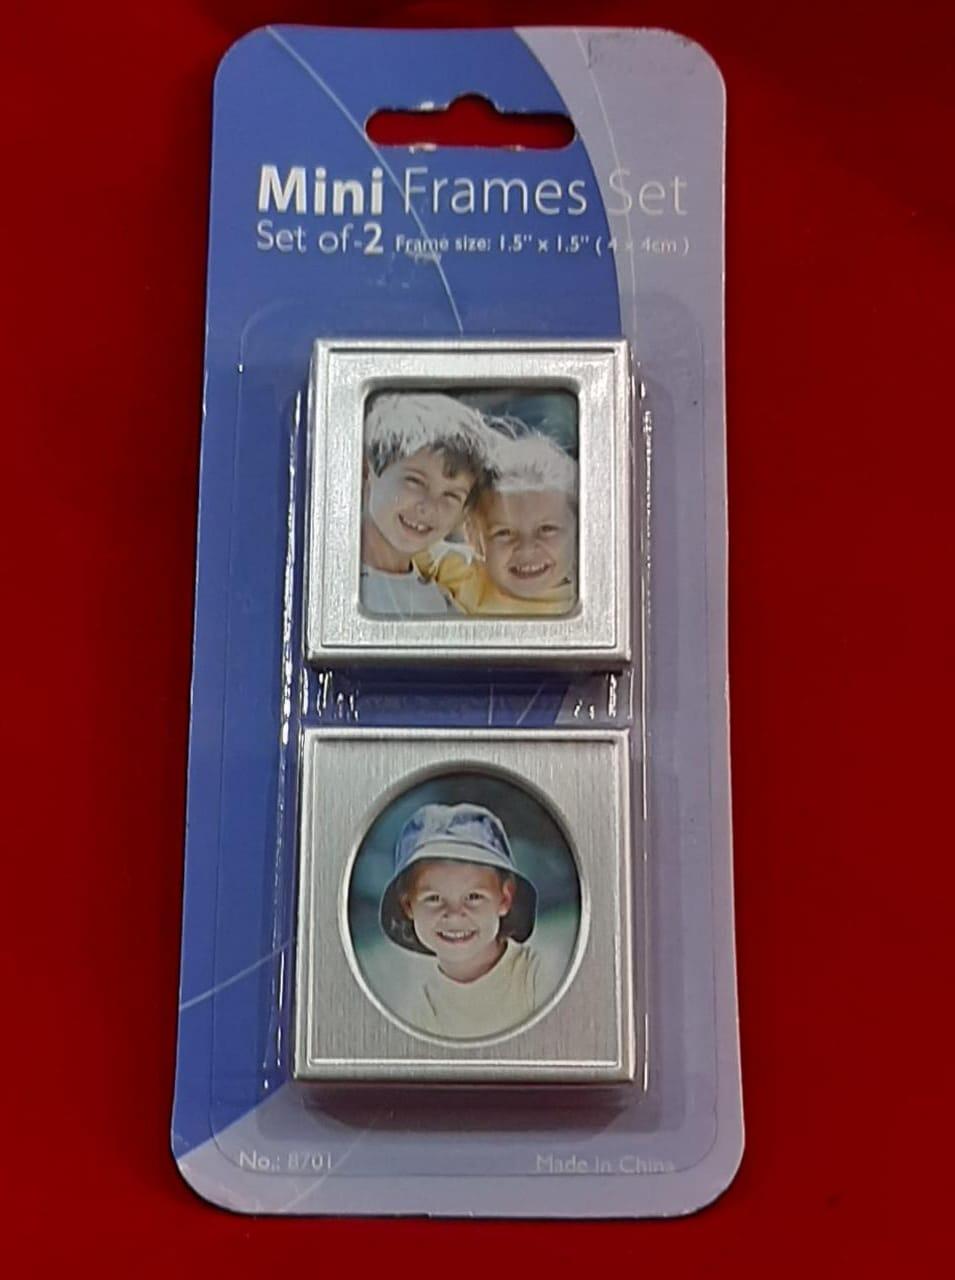 Mini Frames Set
Set of-2 Frame size: 1.5" x 1.5" ( 4 x 4cm )
No.: 8701
Made In China